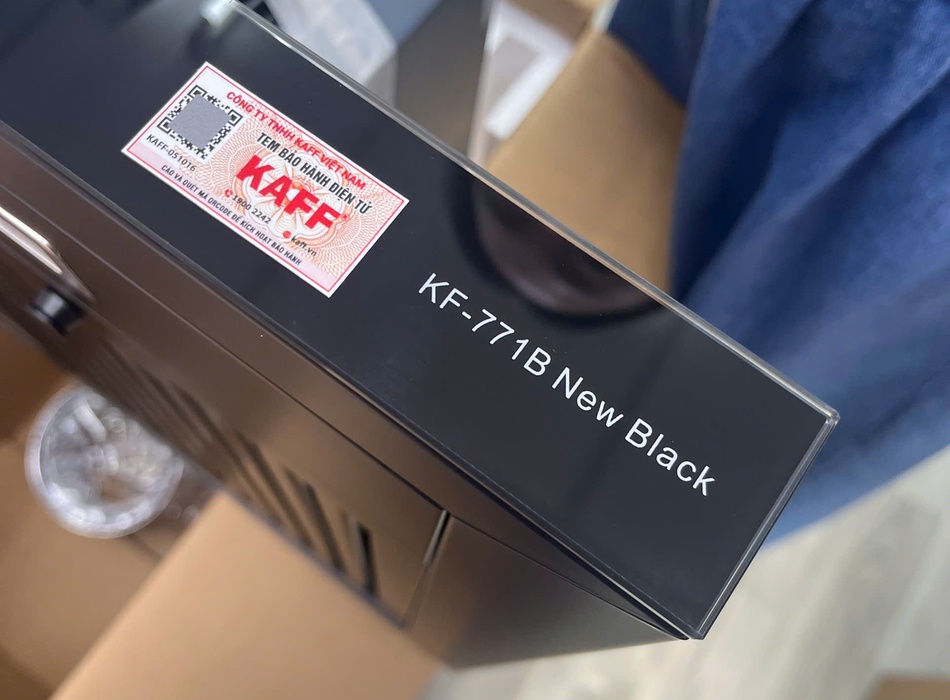 CÔNG TY TNHH KAFF VIỆT NAM
TEM BẢO HÀNH ĐIỆN TỬ
KAFF
KAFF-051016
1900 2242
kaff.vn
CÀO VÀ QUÉT MÃ QRCODE ĐỂ KÍCH HOẠT BẢO HÀNH
KF-771B New Black